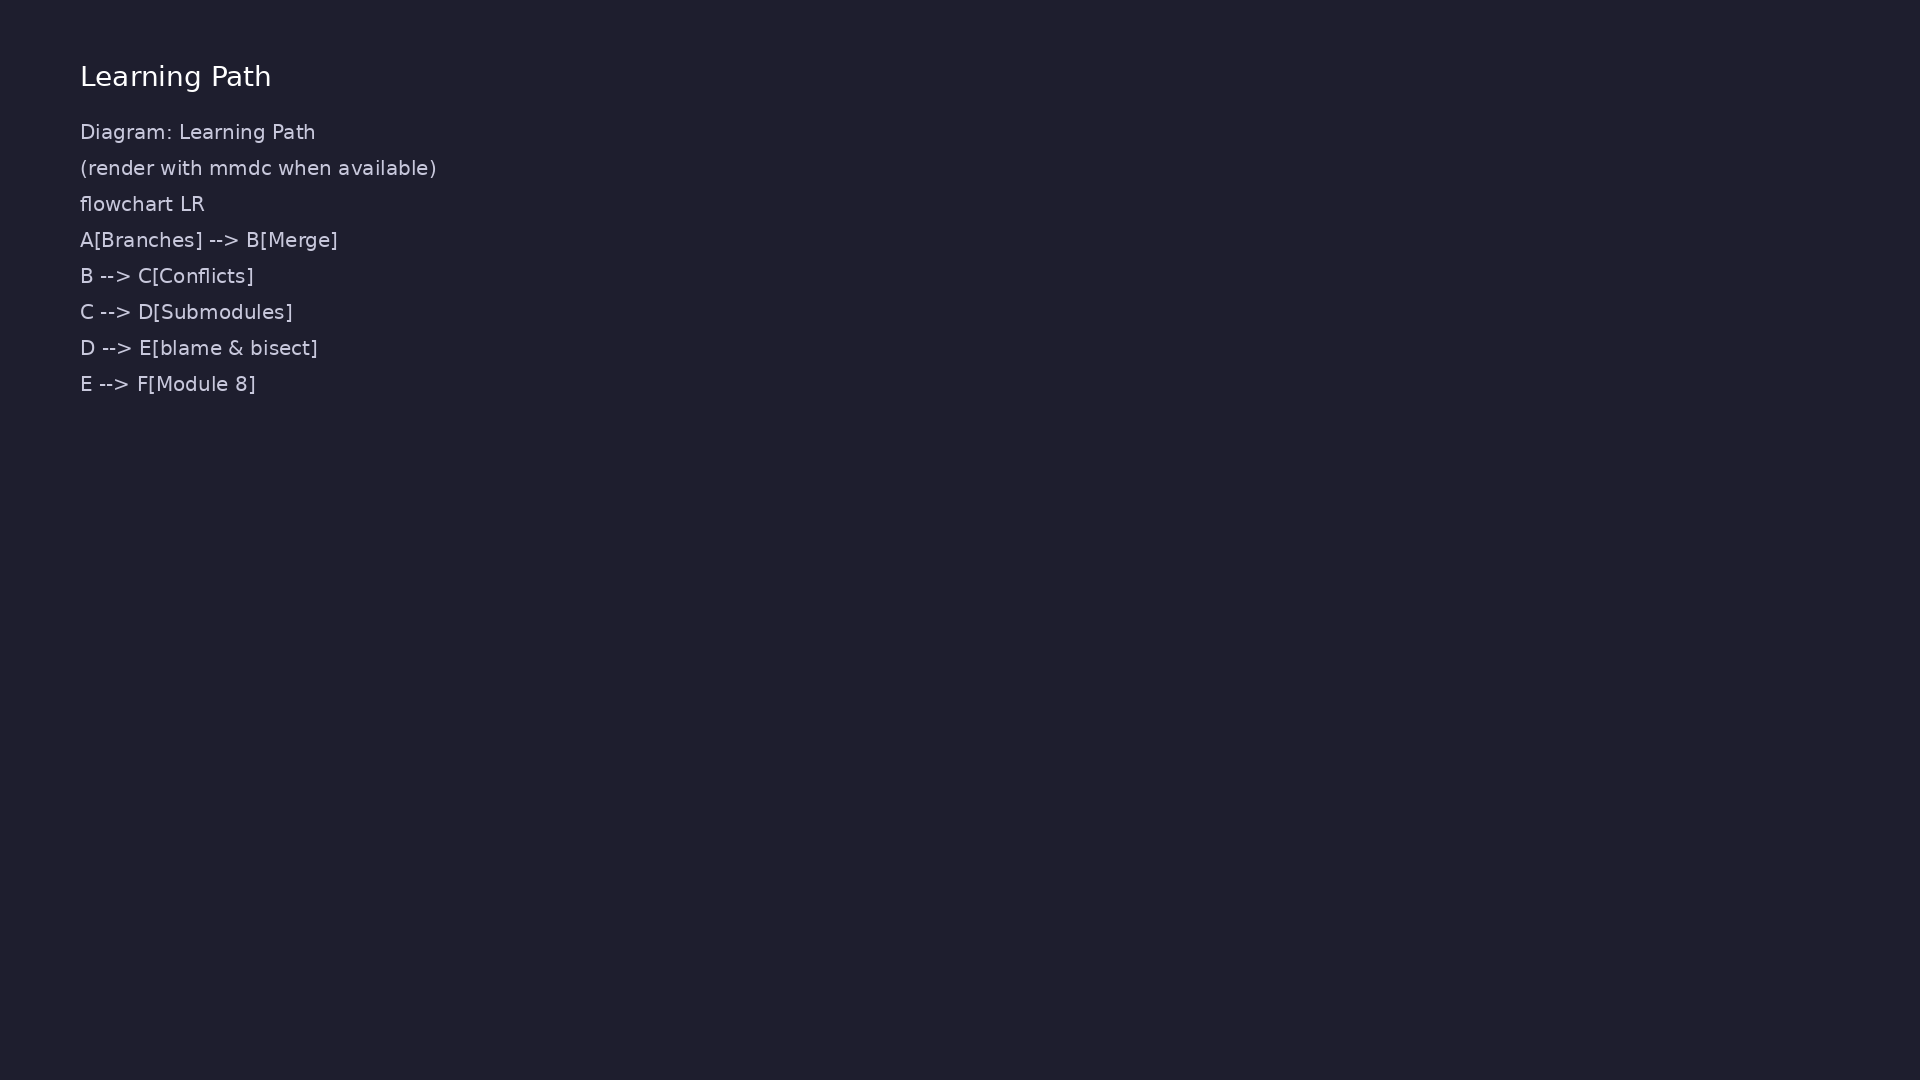 Learning Path
Diagram: Learning Path
(render with mmdc when available)
flowchart LR
A[Branches] --> B[Merge]
B --> C[Conflicts]
C --> D[Submodules]
D --> E[blame & bisect]
E --> F[Module 8]